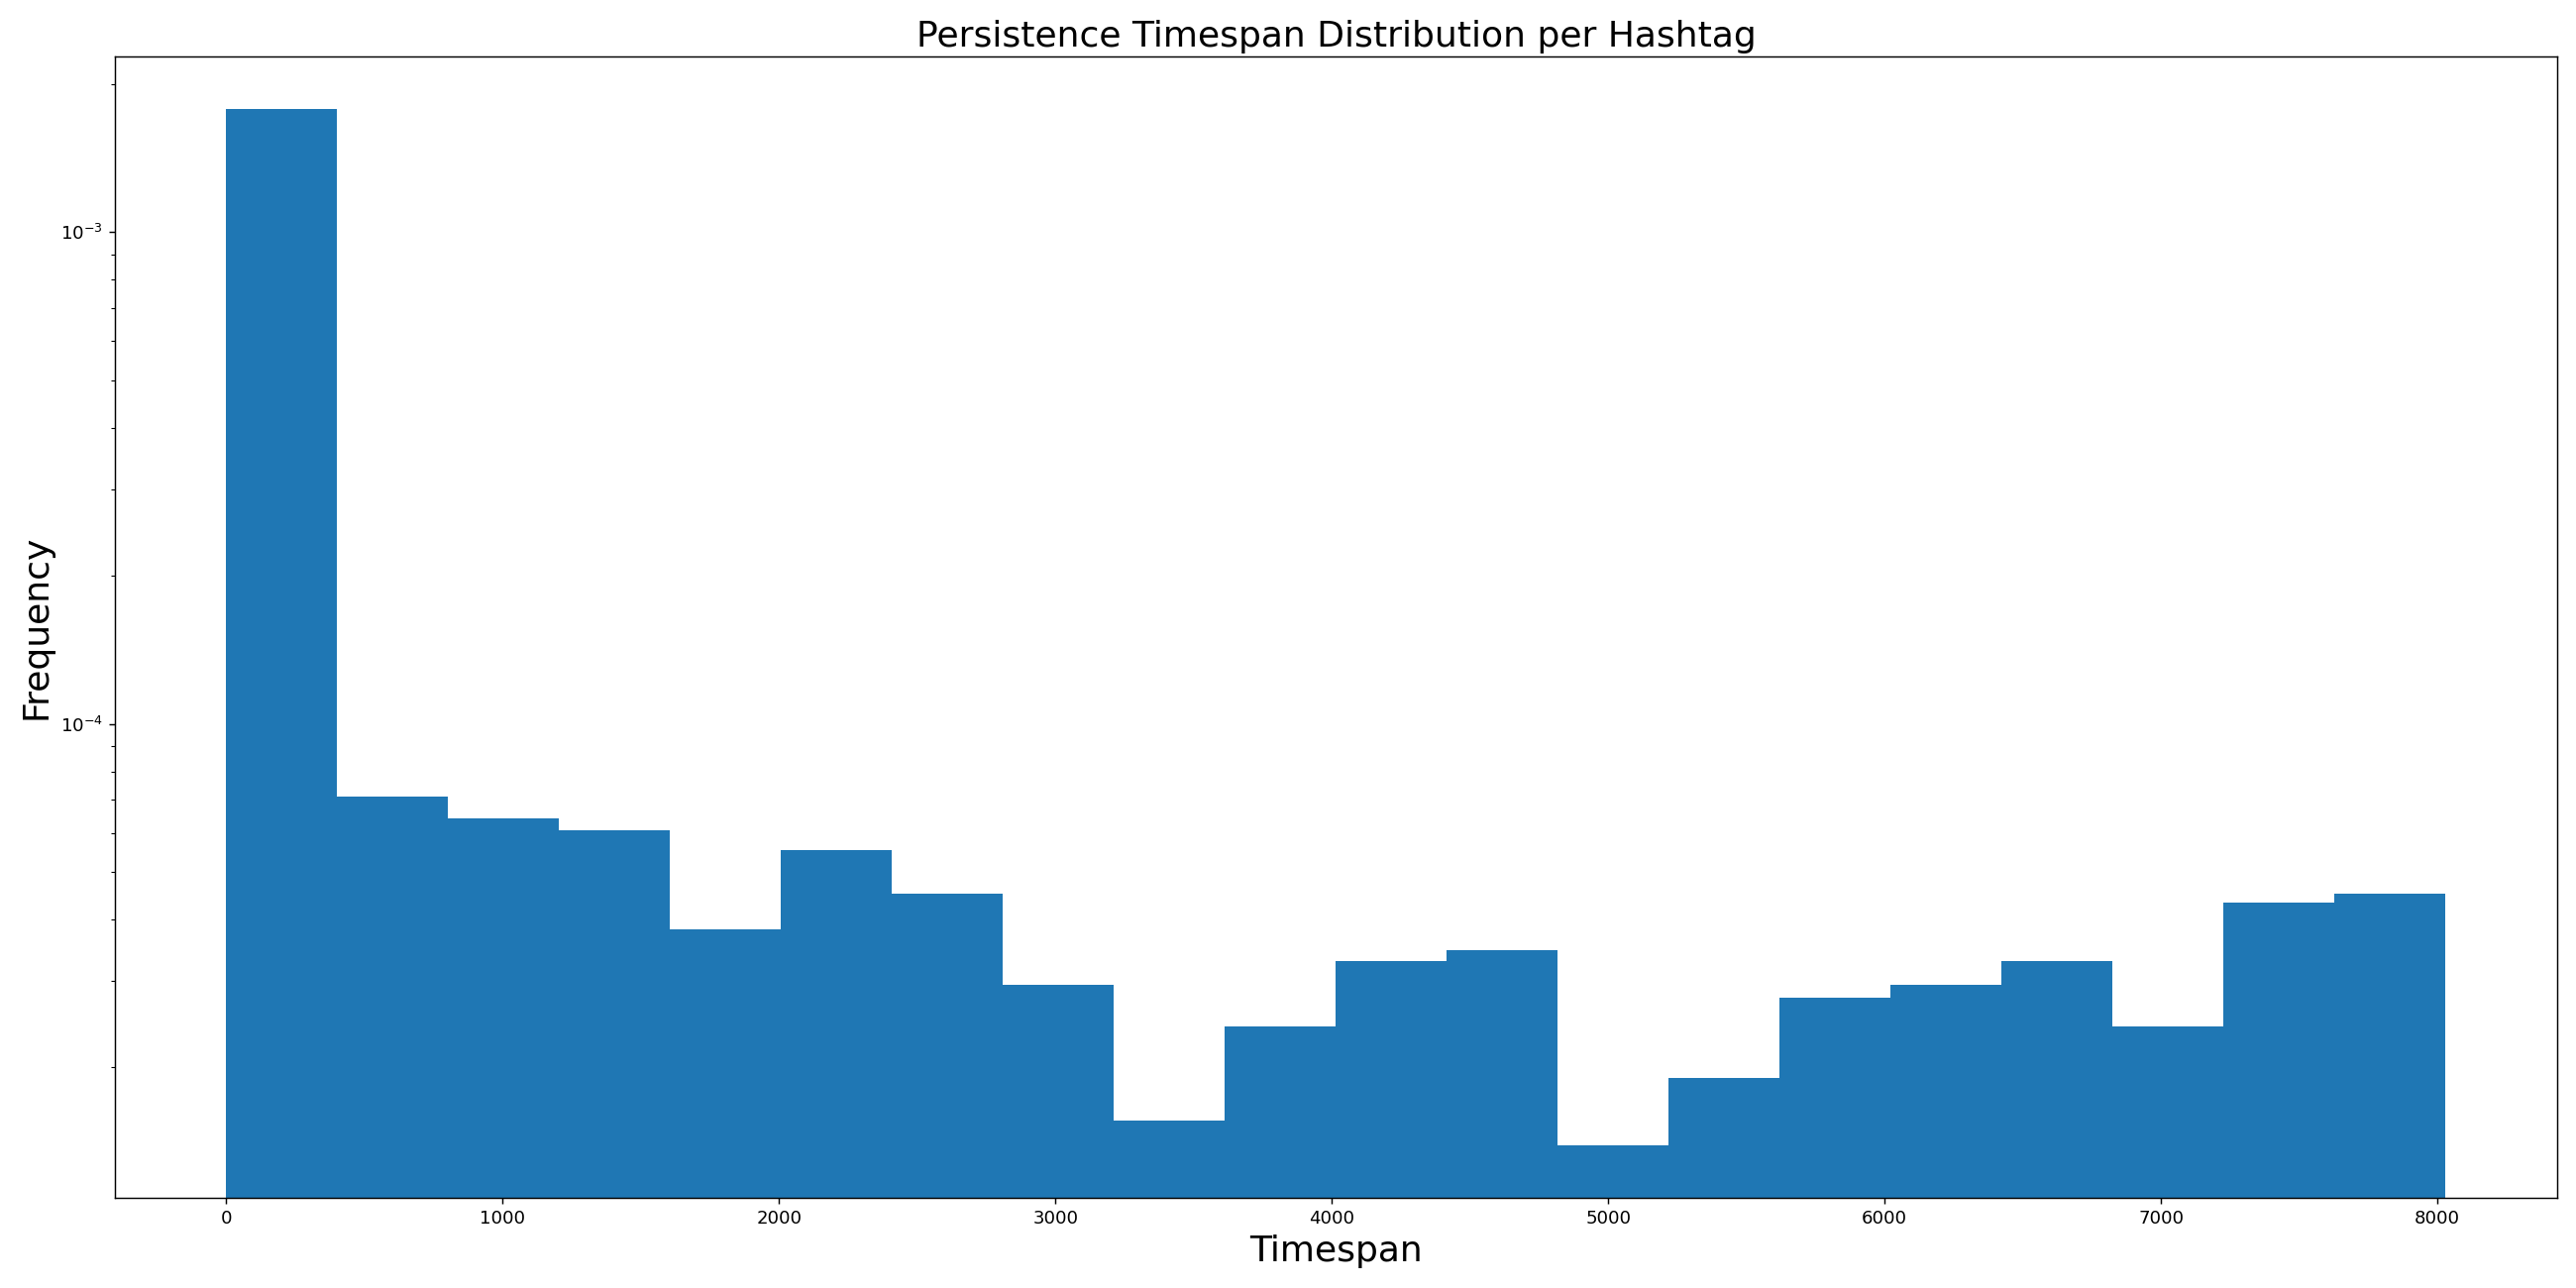 Persistence Timespan Distribution per Hashtag
Frequency
10⁻³
10⁻⁴
0 1000 2000 3000 4000 5000 6000 7000 8000
Timespan